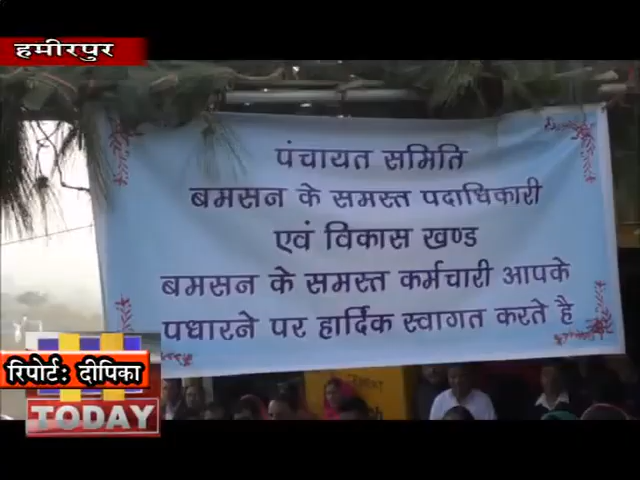 हमीरपुर
पंचायत समिति
बमसन के समस्त पदाधिकारी
एवं विकास खण्ड
बमसन के समस्त कर्मचारी आपके
पधारने पर हार्दिक स्वागत करते है
रिपोर्टः दीपिका
TODAY